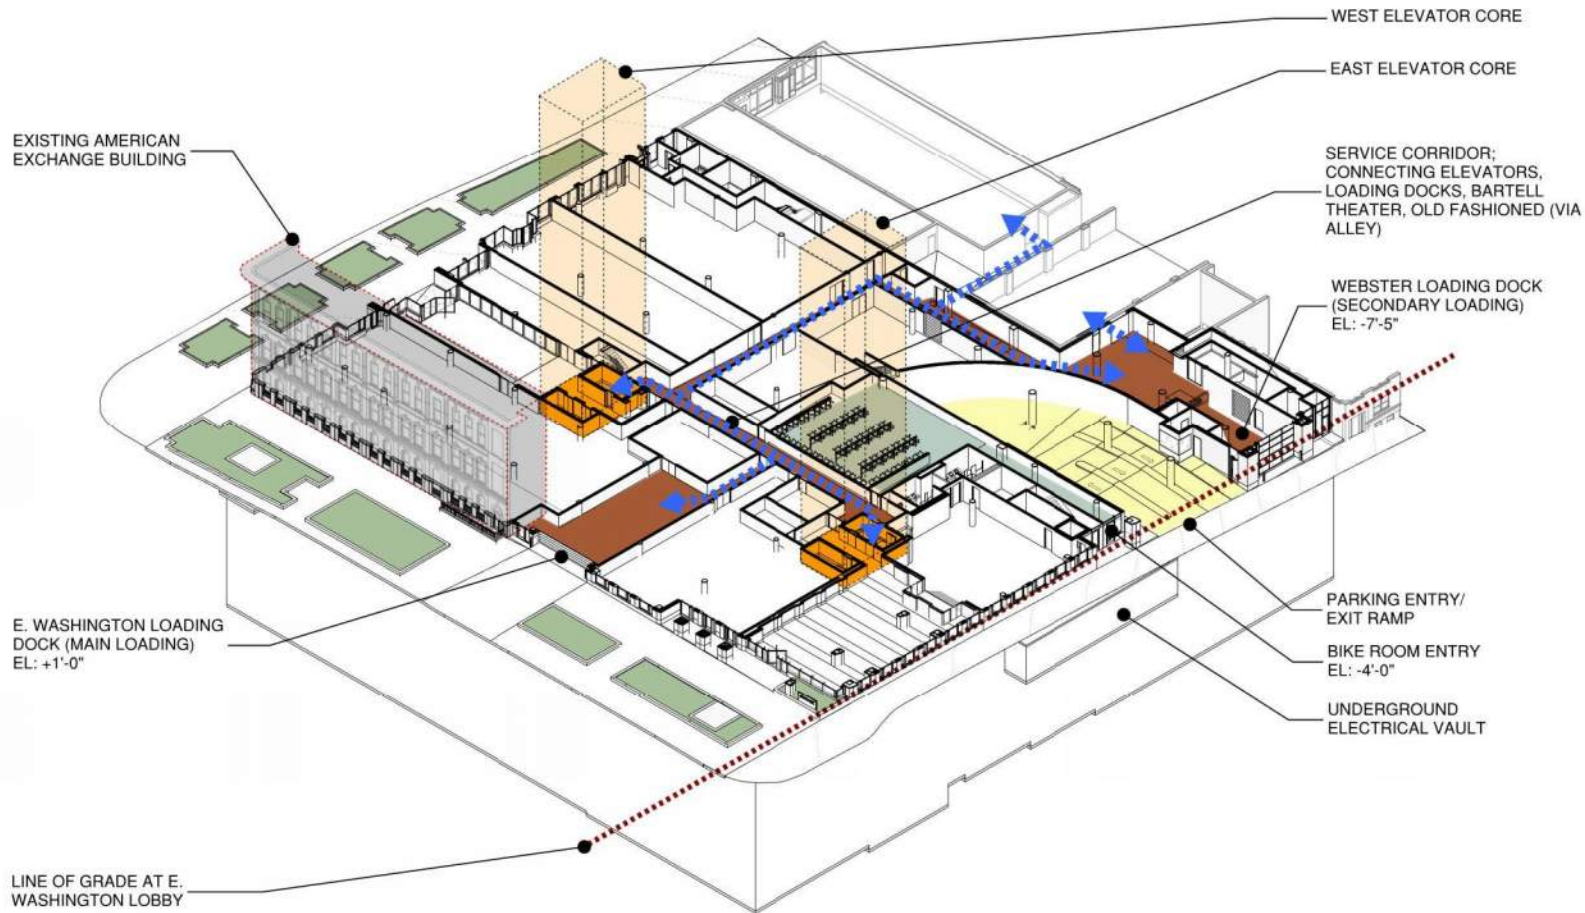 WEST ELEVATOR CORE
EAST ELEVATOR CORE
EXISTING AMERICAN
EXCHANGE BUILDING
SERVICE CORRIDOR;
CONNECTING ELEVATORS,
LOADING DOCKS, BARTELL
THEATER, OLD FASHIONED (VIA
ALLEY)
WEBSTER LOADING DOCK
(SECONDARY LOADING)
EL: -7'-5"
E. WASHINGTON LOADING
DOCK (MAIN LOADING)
EL: +1'-0"
PARKING ENTRY/
EXIT RAMP
BIKE ROOM ENTRY
EL: -4'-0"
UNDERGROUND
ELECTRICAL VAULT
LINE OF GRADE AT E.
WASHINGTON LOBBY